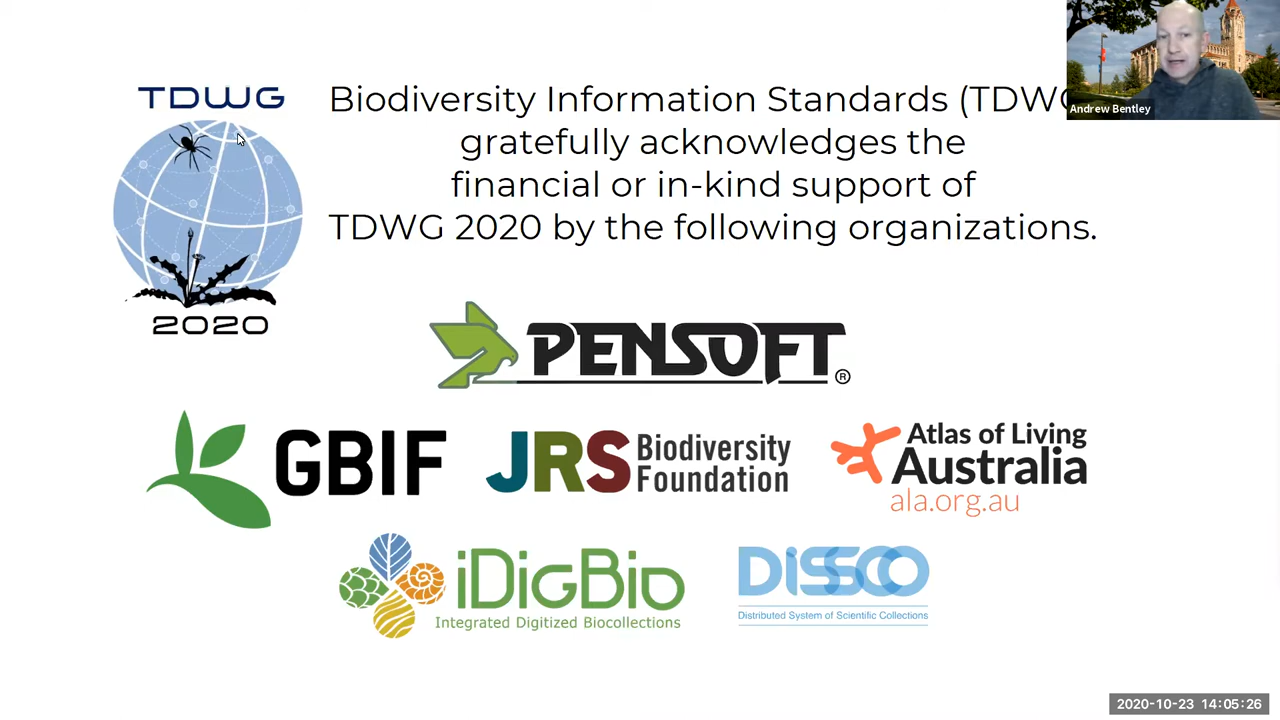 TDWG
2020
Biodiversity Information Standards (TDWG
gratefully acknowledges the
financial or in-kind support of
TDWG 2020 by the following organizations.
Andrew Bentley
PENSOFT®
GBIF
JRS Biodiversity
Foundation
Atlas of Living
Australia
ala.org.au
iDigBio
Integrated Digitized Biocollections
DiSSCo
Distributed System of Scientific Collections
2020-10-23 14:05:26